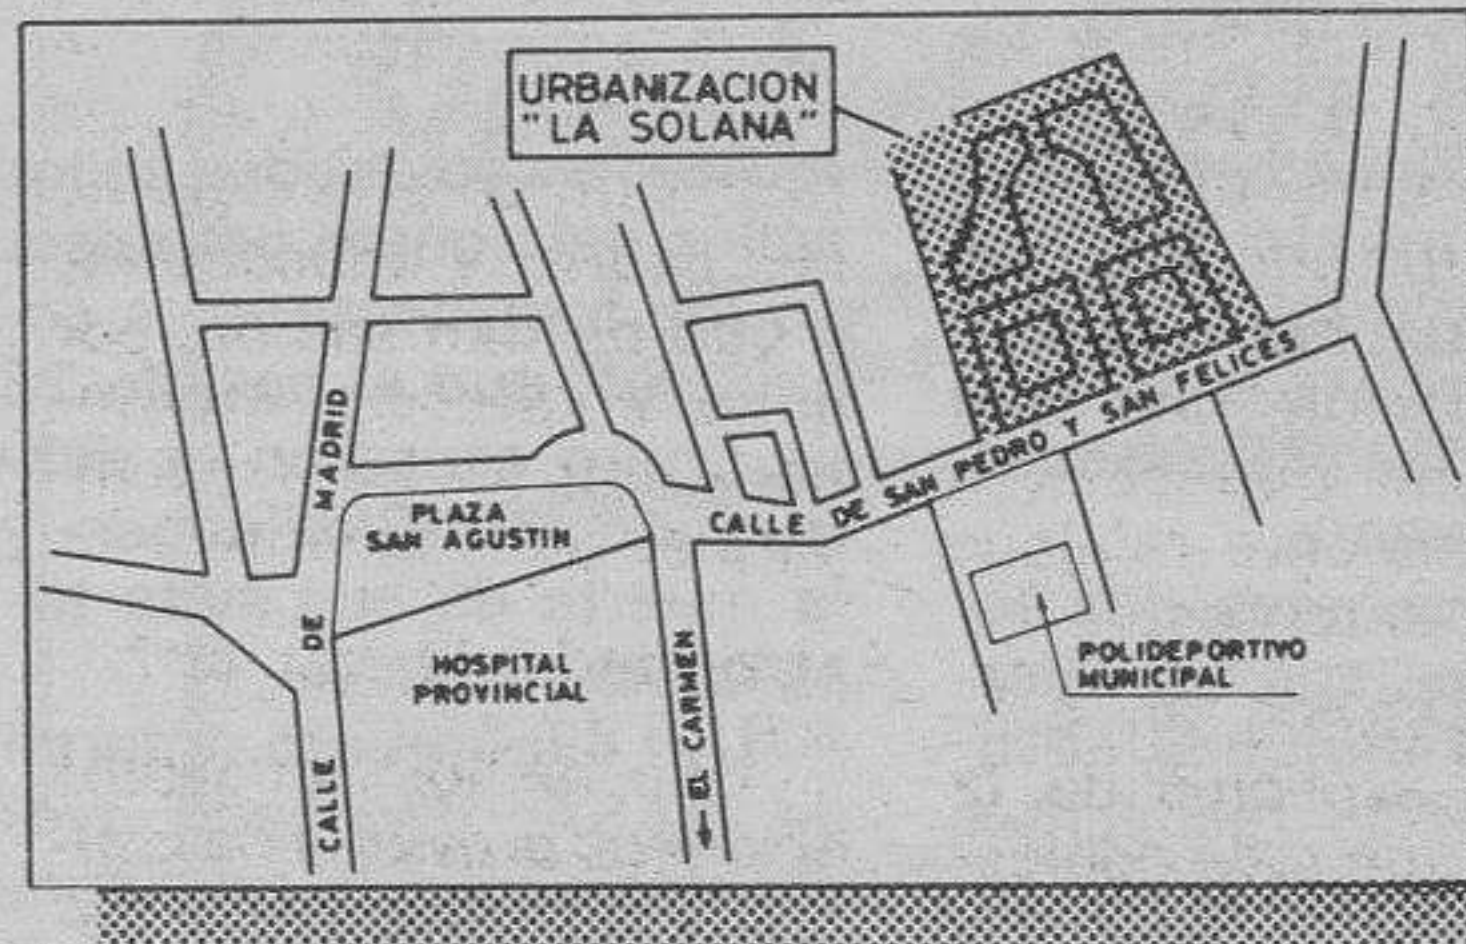 URBANIZACION
"LA SOLANA"
CALLE DE MADRID
PLAZA
SAN AGUSTIN
CALLE DE SAN PEDRO Y SAN FELICES
HOSPITAL
PROVINCIAL
← EL CARMEN
POLIDEPORTIVO
MUNICIPAL